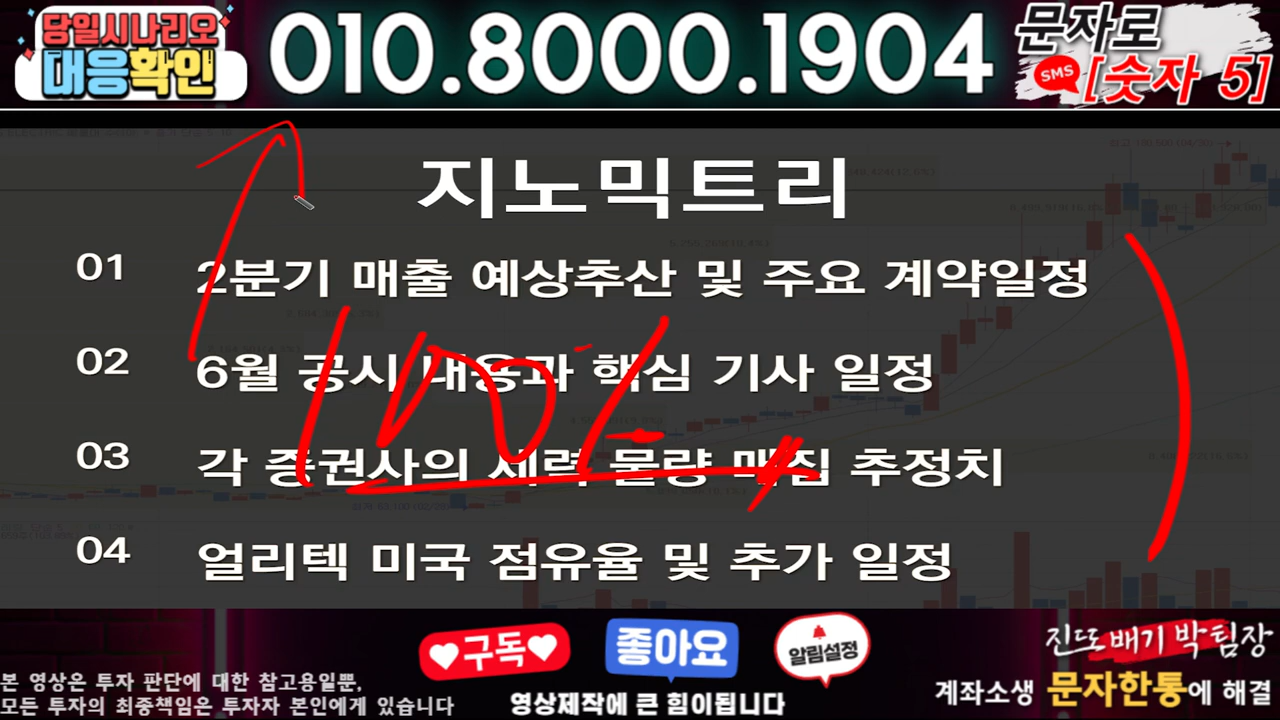 당일시나리오
대응확인
010.8000.1904
문자로
SMS
[숫자 5]
지노믹트리
01 2분기 매출 예상추산 및 주요 계약일정
02 6월 공시 내용과 핵심 기사 일정
100%
03 각 증권사의 세력 물량 매집 추정치
04 얼리텍 미국 점유율 및 추가 일정
구독
좋아요
알림설정
진또배기 박팀장
본 영상은 투자 판단에 대한 참고용일뿐,
모든 투자의 최종책임은 투자자 본인에게 있습니다
영상제작에 큰 힘이됩니다
계좌소생 문자한통에 해결